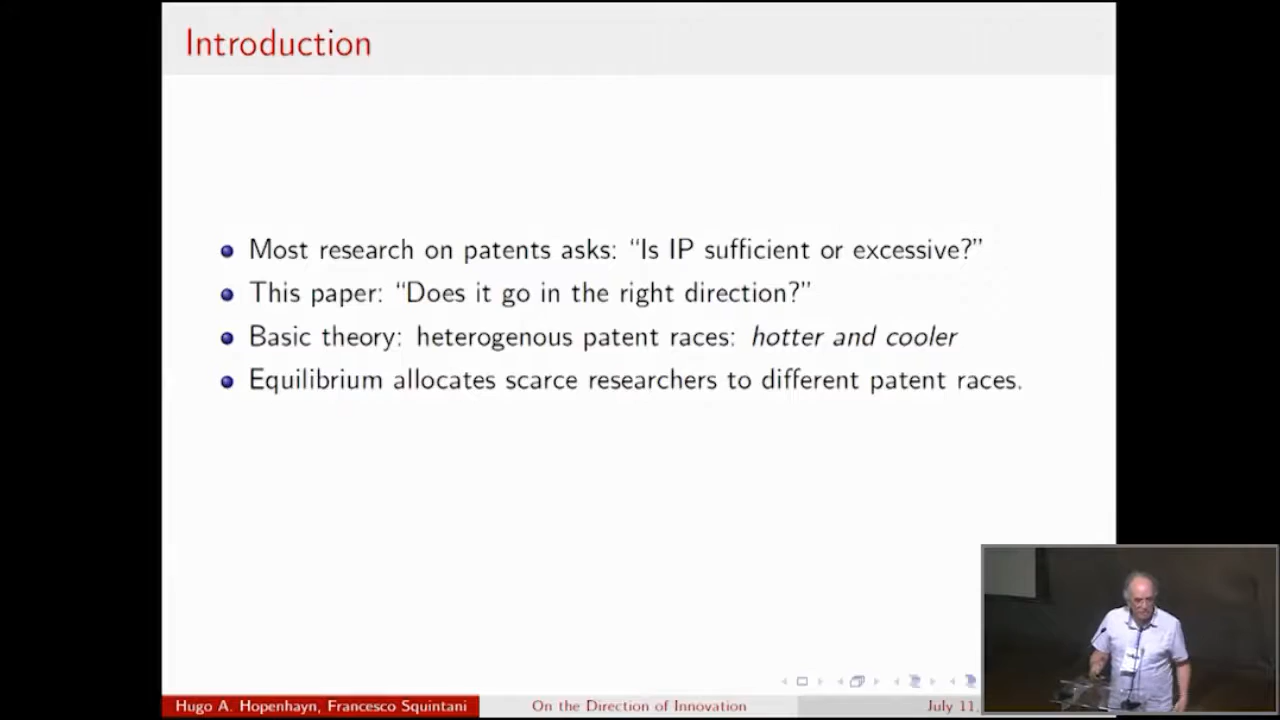 Introduction
Most research on patents asks: “Is IP sufficient or excessive?”
This paper: “Does it go in the right direction?”
Basic theory: heterogenous patent races: hotter and cooler
Equilibrium allocates scarce researchers to different patent races.
Hugo A. Hopenhayn, Francesco Squintani
On the Direction of Innovation
July 11,